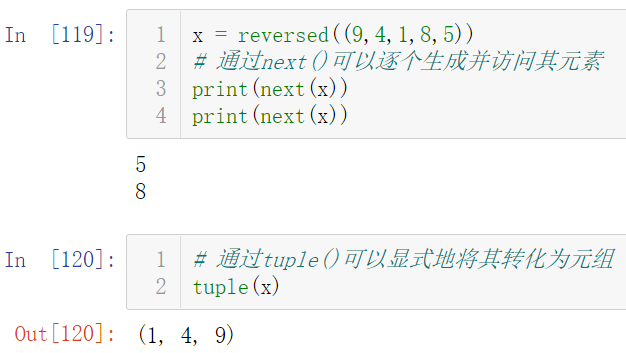 In [119]:
1 x = reversed((9,4,1,8,5))
2 # 通过next()可以逐个生成并访问其元素
3 print(next(x))
4 print(next(x))
5
8
In [120]:
1 # 通过tuple()可以显式地将其转化为元组
2 tuple(x)
Out[120]: (1, 4, 9)